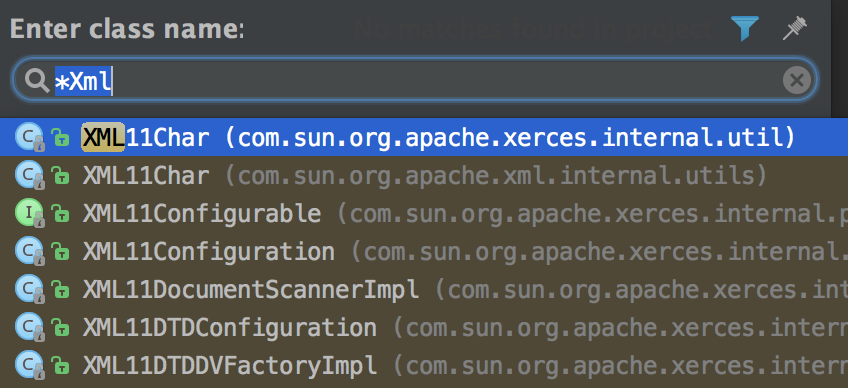 Enter class name:
No matches found in project
*Xml
XML11Char (com.sun.org.apache.xerces.internal.util)
XML11Char (com.sun.org.apache.xml.internal.utils)
XML11Configurable (com.sun.org.apache.xerces.internal.p
XML11Configuration (com.sun.org.apache.xerces.internal.
XML11DocumentScannerImpl (com.sun.org.apache.xerces.int
XML11DTDConfiguration (com.sun.org.apache.xerces.intern
XML11DTDDVFactoryImpl (com.sun.org.apache.xerces.intern